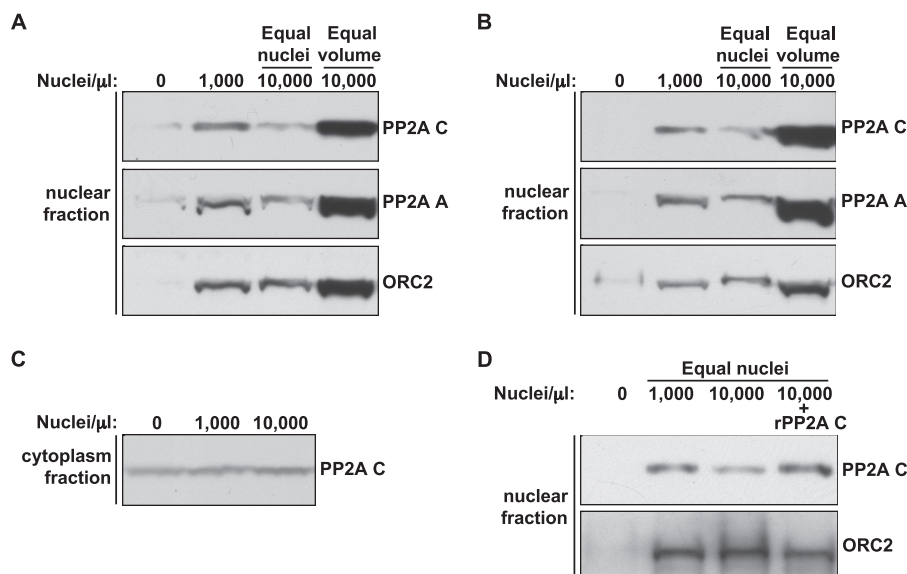 A
Equal Equal
nuclei volume
Nuclei/µl: 0 1,000 10,000 10,000
PP2A C
PP2A A
ORC2
nuclear
fraction
B
Equal Equal
nuclei volume
Nuclei/µl: 0 1,000 10,000 10,000
PP2A C
PP2A A
ORC2
nuclear
fraction
C
Nuclei/µl: 0 1,000 10,000
cytoplasm
fraction
PP2A C
D
Equal nuclei
Nuclei/µl: 0 1,000 10,000 10,000
+
rPP2A C
PP2A C
ORC2
nuclear
fraction